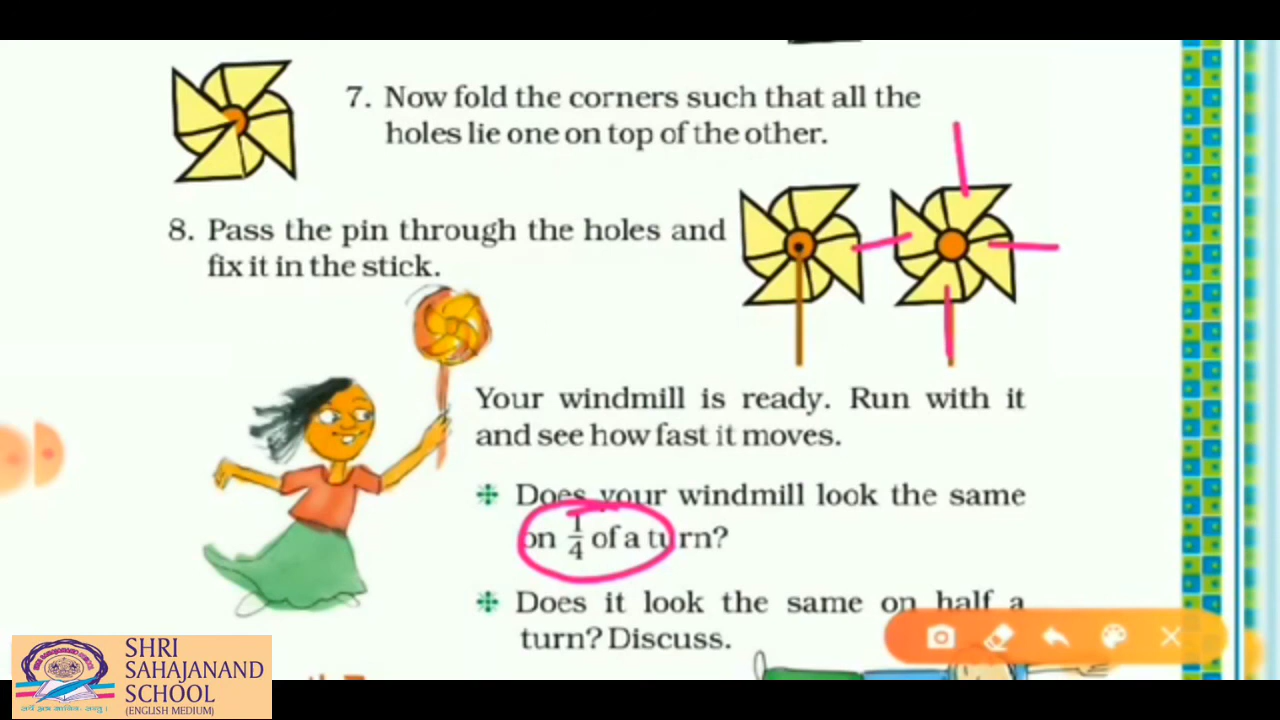 7. Now fold the corners such that all the
holes lie one on top of the other.
8. Pass the pin through the holes and
fix it in the stick.
Your windmill is ready. Run with it
and see how fast it moves.
Does your windmill look the same
on 1/4 of a turn?
Does it look the same on half a
turn? Discuss.
SHRI
SAHAJANAND
SCHOOL
(ENGLISH MEDIUM)